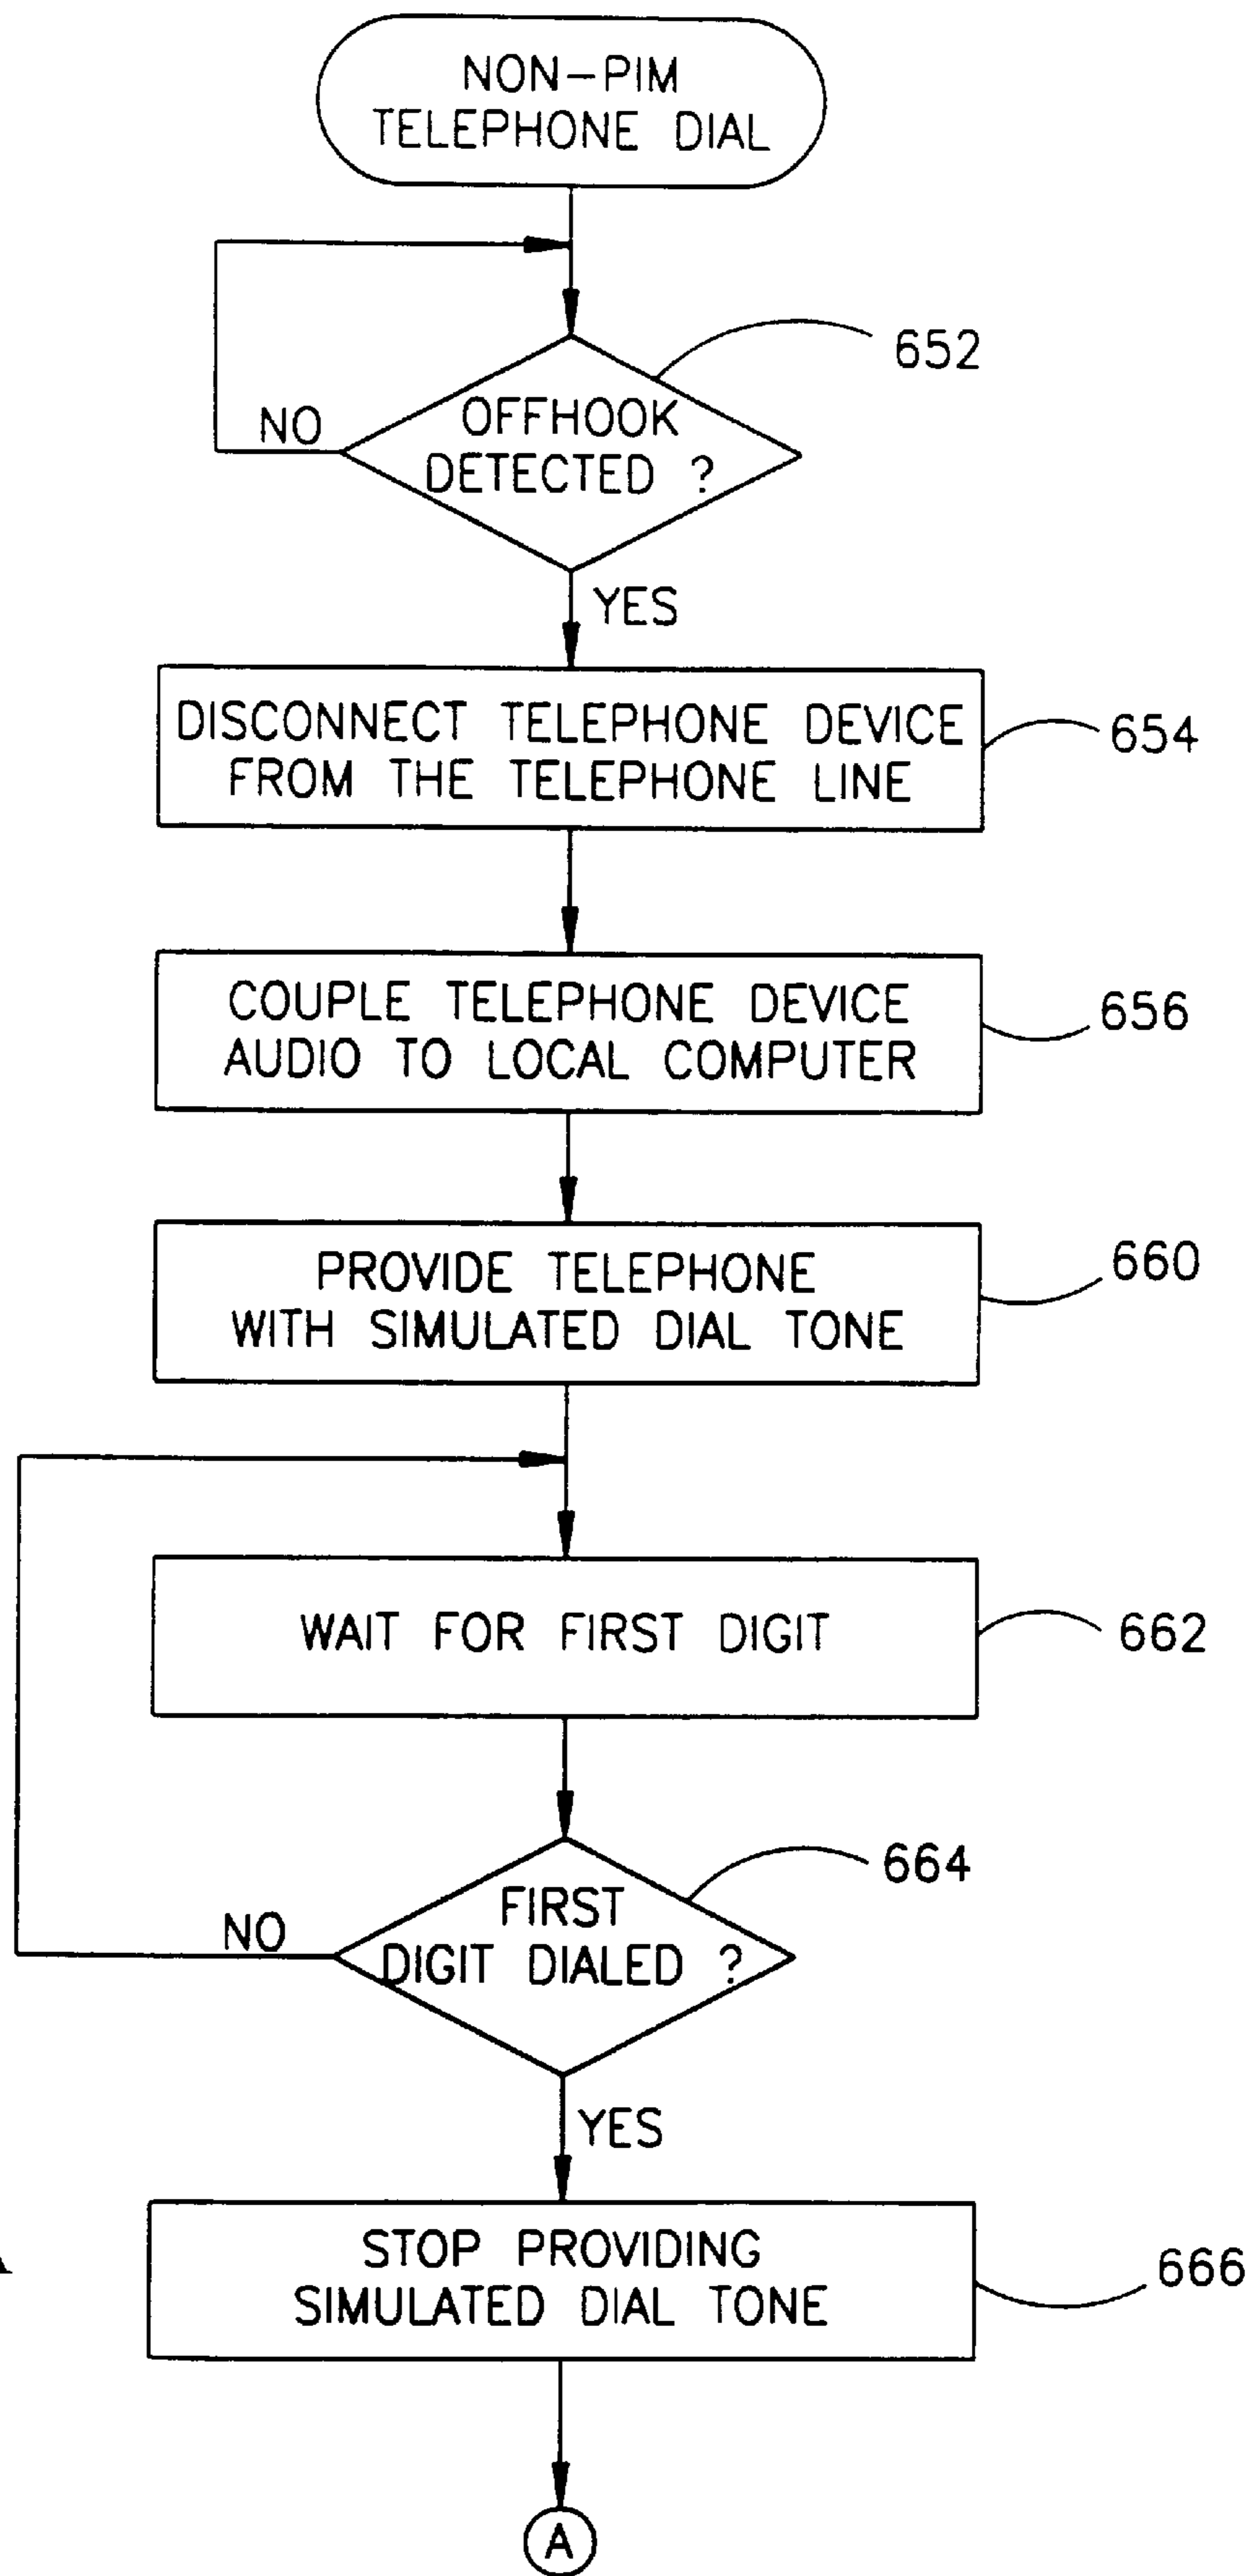 NON-PIM
TELEPHONE DIAL
652
OFFHOOK
DETECTED ?
NO
YES
DISCONNECT TELEPHONE DEVICE
FROM THE TELEPHONE LINE
654
COUPLE TELEPHONE DEVICE
AUDIO TO LOCAL COMPUTER
656
PROVIDE TELEPHONE
WITH SIMULATED DIAL TONE
660
WAIT FOR FIRST DIGIT
662
664
FIRST
DIGIT DIALED ?
NO
YES
STOP PROVIDING
SIMULATED DIAL TONE
666
A